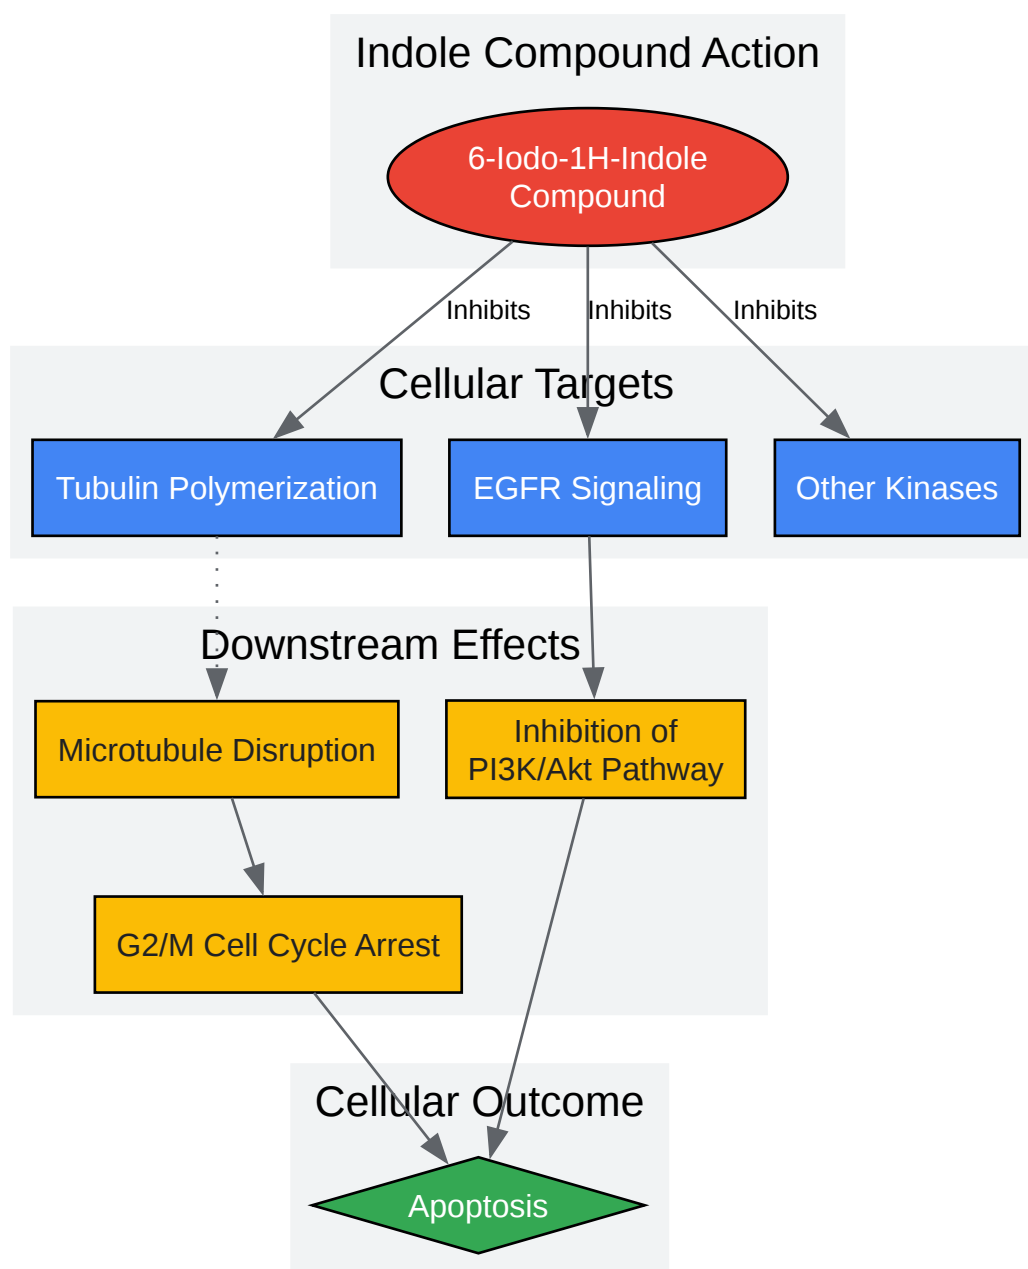 Indole Compound Action
6-Iodo-1H-Indole
Compound
Inhibits
Inhibits
Inhibits
Cellular Targets
Tubulin Polymerization
EGFR Signaling
Other Kinases
Downstream Effects
Microtubule Disruption
Inhibition of
PI3K/Akt Pathway
G2/M Cell Cycle Arrest
Cellular Outcome
Apoptosis